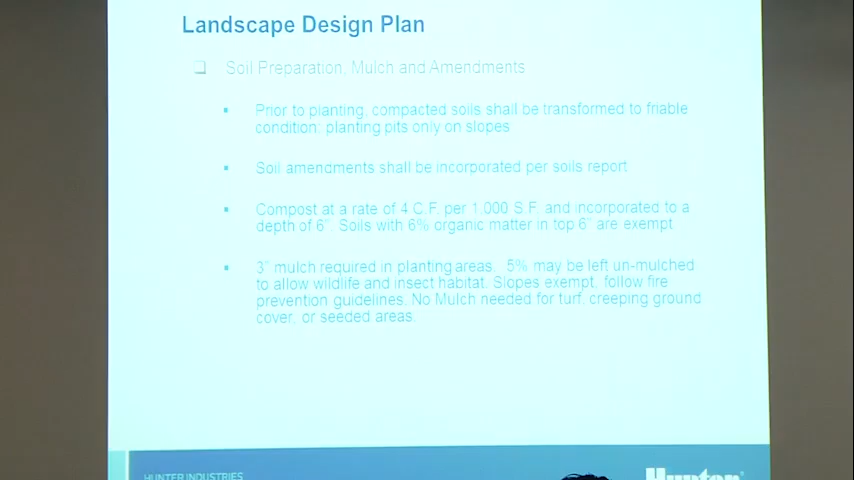 Landscape Design Plan
Soil Preparation, Mulch and Amendments
Prior to planting, compacted soils shall be transformed to friable
condition; planting pits only on slopes
Soil amendments shall be incorporated per soils report
Compost at a rate of 4 C.F. per 1,000 S.F. and incorporated to a
depth of 6". Soils with 6% organic matter in top 6" are exempt
3" mulch required in planting areas. 5% may be left un-mulched
to allow wildlife and insect habitat. Slopes exempt, follow fire
prevention guidelines. No Mulch needed for turf, creeping ground
cover, or seeded areas.
HUNTER INDUSTRIES
Hunter®